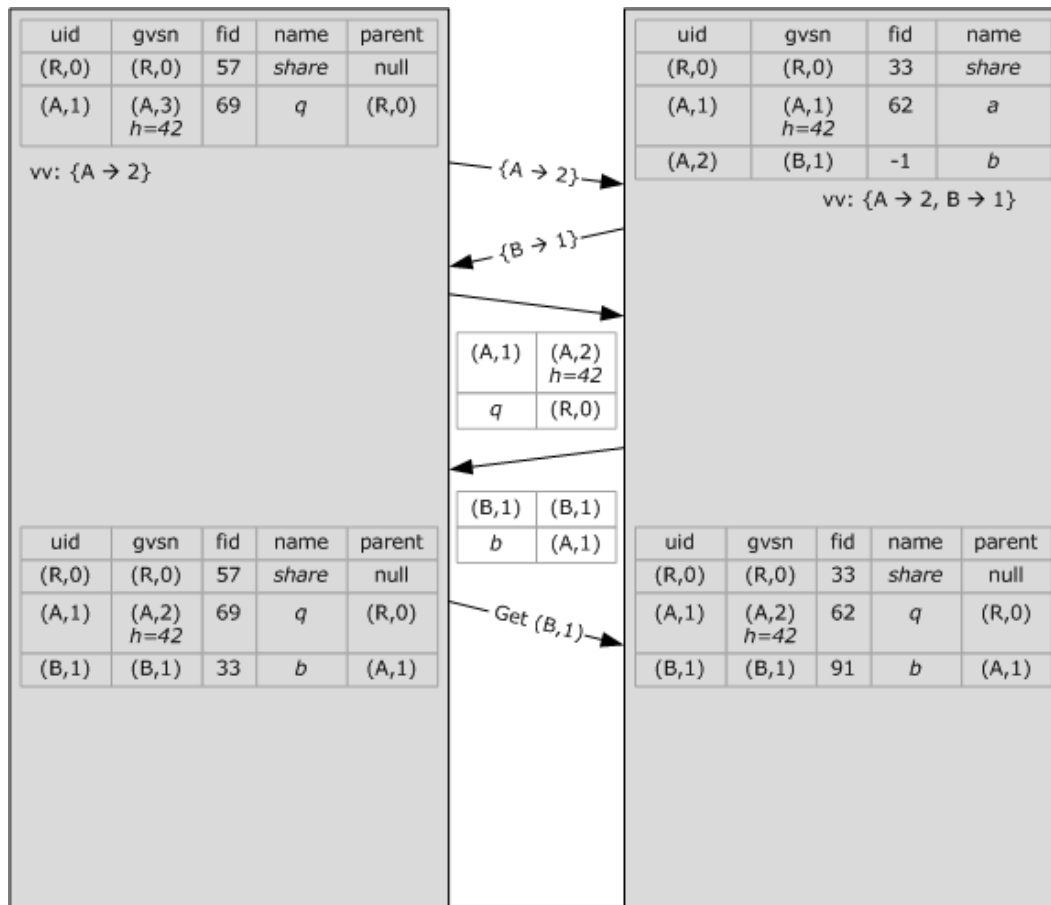 uid gvsn fid name parent
(R,0) (R,0) 57 share null
(A,1) (A,3) 69 q (R,0)
h=42
vv: {A → 2}
uid gvsn fid name
(R,0) (R,0) 33 share
(A,1) (A,1) 62 a
h=42
(A,2) (B,1) -1 b
vv: {A → 2, B → 1}
{A → 2}
{B → 1}
(A,1) (A,2)
h=42
q (R,0)
(B,1) (B,1)
b (A,1)
uid gvsn fid name parent
(R,0) (R,0) 57 share null
(A,1) (A,2) 69 q (R,0)
h=42
(B,1) (B,1) 33 b (A,1)
Get (B,1)
uid gvsn fid name parent
(R,0) (R,0) 33 share null
(A,1) (A,2) 62 q (R,0)
h=42
(B,1) (B,1) 91 b (A,1)